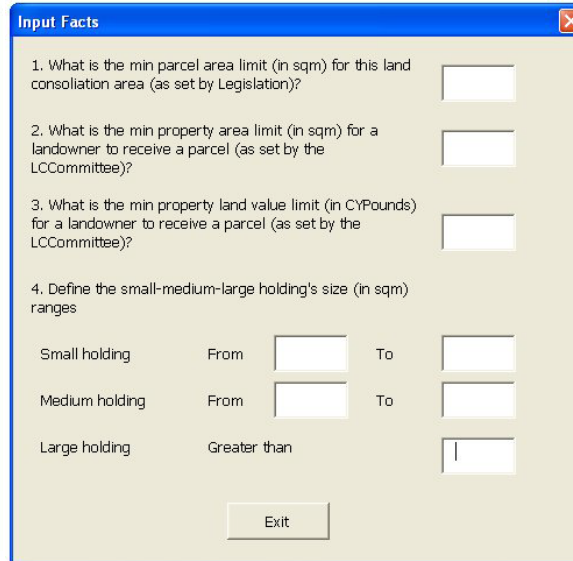 Input Facts
1. What is the min parcel area limit (in sqm) for this land
consoliation area (as set by Legislation)?
2. What is the min property area limit (in sqm) for a
landowner to receive a parcel (as set by the
LCCommittee)?
3. What is the min property land value limit (in CYPounds)
for a landowner to receive a parcel (as set by the
LCCommittee)?
4. Define the small-medium-large holding's size (in sqm)
ranges
Small holding From To
Medium holding From To
Large holding Greater than
Exit